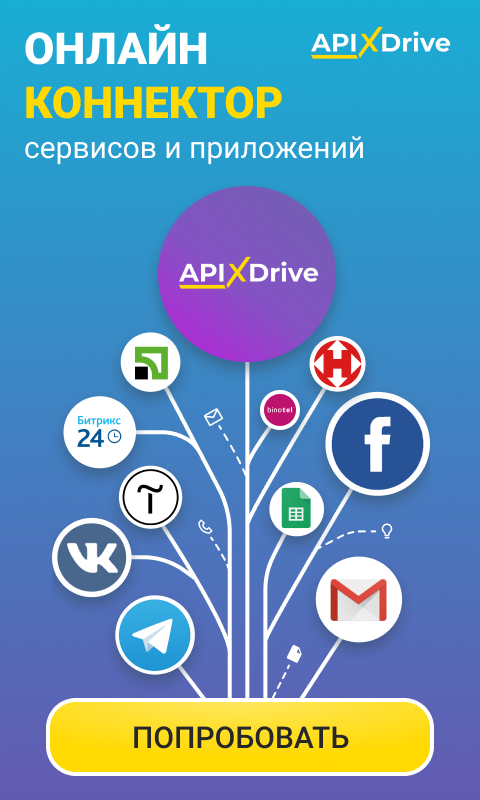 ОНЛАЙН
APIXDrive
КОННЕКТОР
сервисов и приложений
APIXDrive
binotel
Битрикс
24
ПОПРОБОВАТЬ